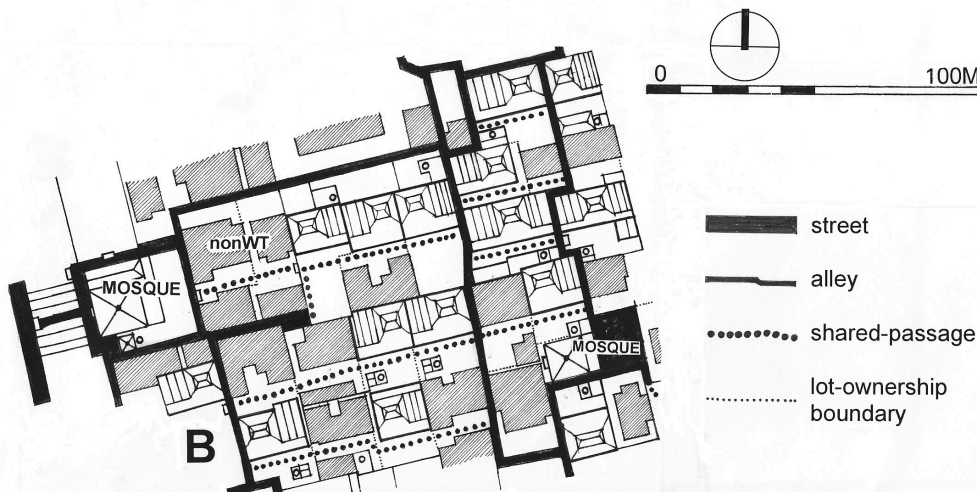 0 100M
nonWT
MOSQUE
street
alley
shared-passage
MOSQUE
lot-ownership
boundary
B